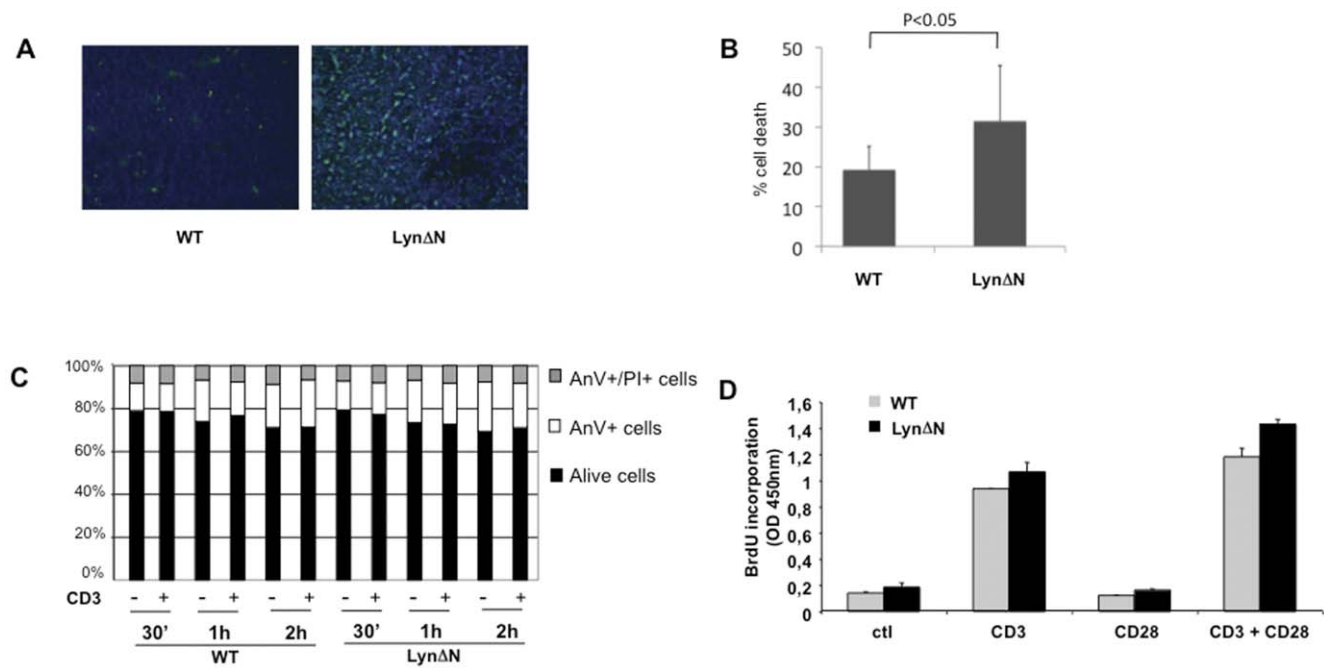 A
WT
LynΔN
B
P<0.05
% cell death
50
40
30
20
10
0
WT
LynΔN
C
100%
80%
60%
40%
20%
0%
AnV+/PI+ cells
AnV+ cells
Alive cells
CD3 - + - + - + - + - + - +
30’ 1h 2h 30’ 1h 2h
WT LynΔN
D
WT
LynΔN
BrdU incorporation
(OD 450nm)
1,6
1,4
1,2
1
0,8
0,6
0,4
0,2
0
ctl CD3 CD28 CD3 + CD28